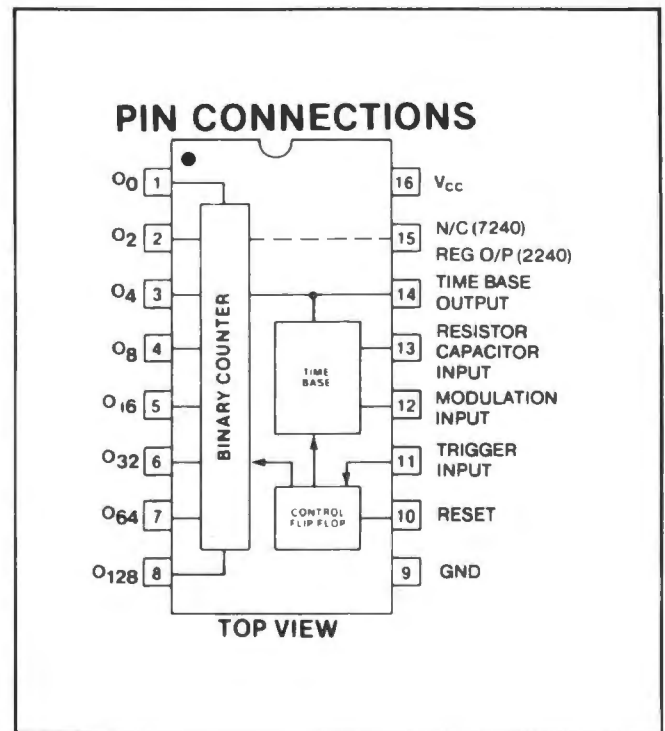 PIN CONNECTIONS
O0 1
O2 2
O4 3
O8 4
O16 5
O32 6
O64 7
O128 8
BINARY COUNTER
TIME
BASE
CONTROL
FLIP FLOP
16 VCC
15 N/C (7240)
REG O/P (2240)
14 TIME BASE
OUTPUT
13 RESISTOR
CAPACITOR
INPUT
12 MODULATION
INPUT
11 TRIGGER
INPUT
10 RESET
9 GND
TOP VIEW